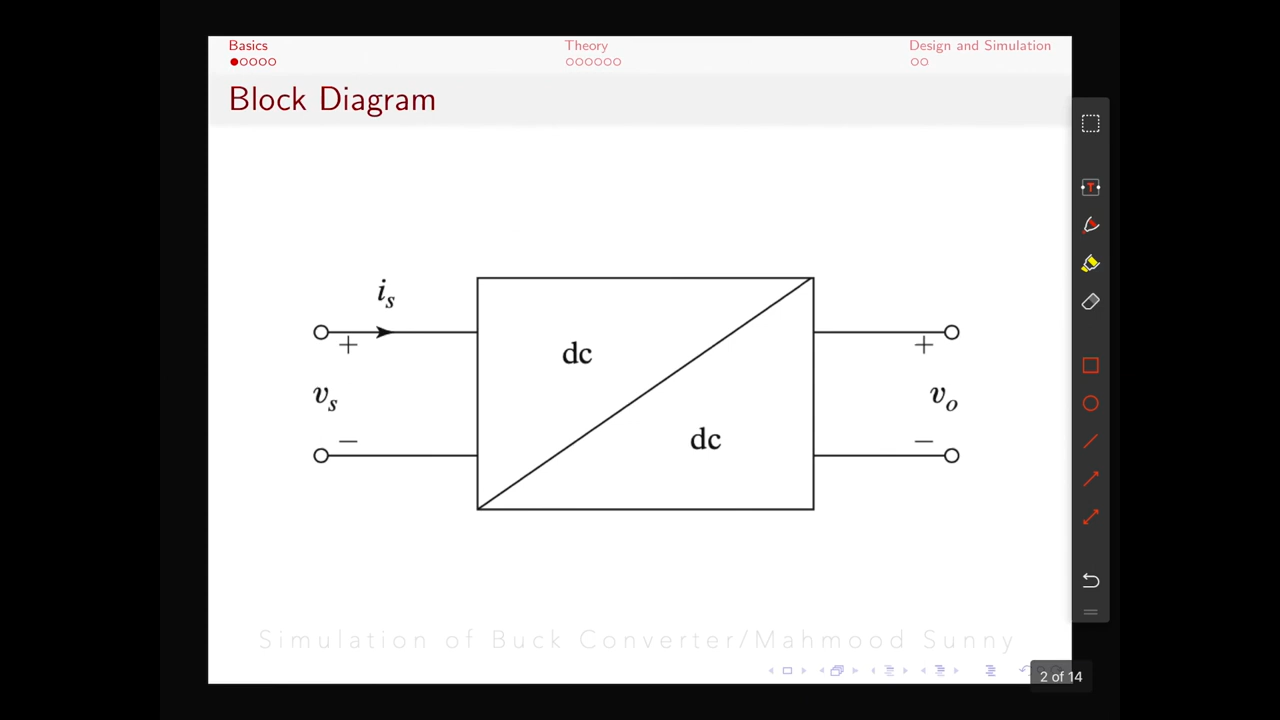 Basics Theory Design and Simulation
Block Diagram
i_s
+ +
dc
v_s v_o
dc
− −
Simulation of Buck Converter/Mahmood Sunny
2 of 14
T